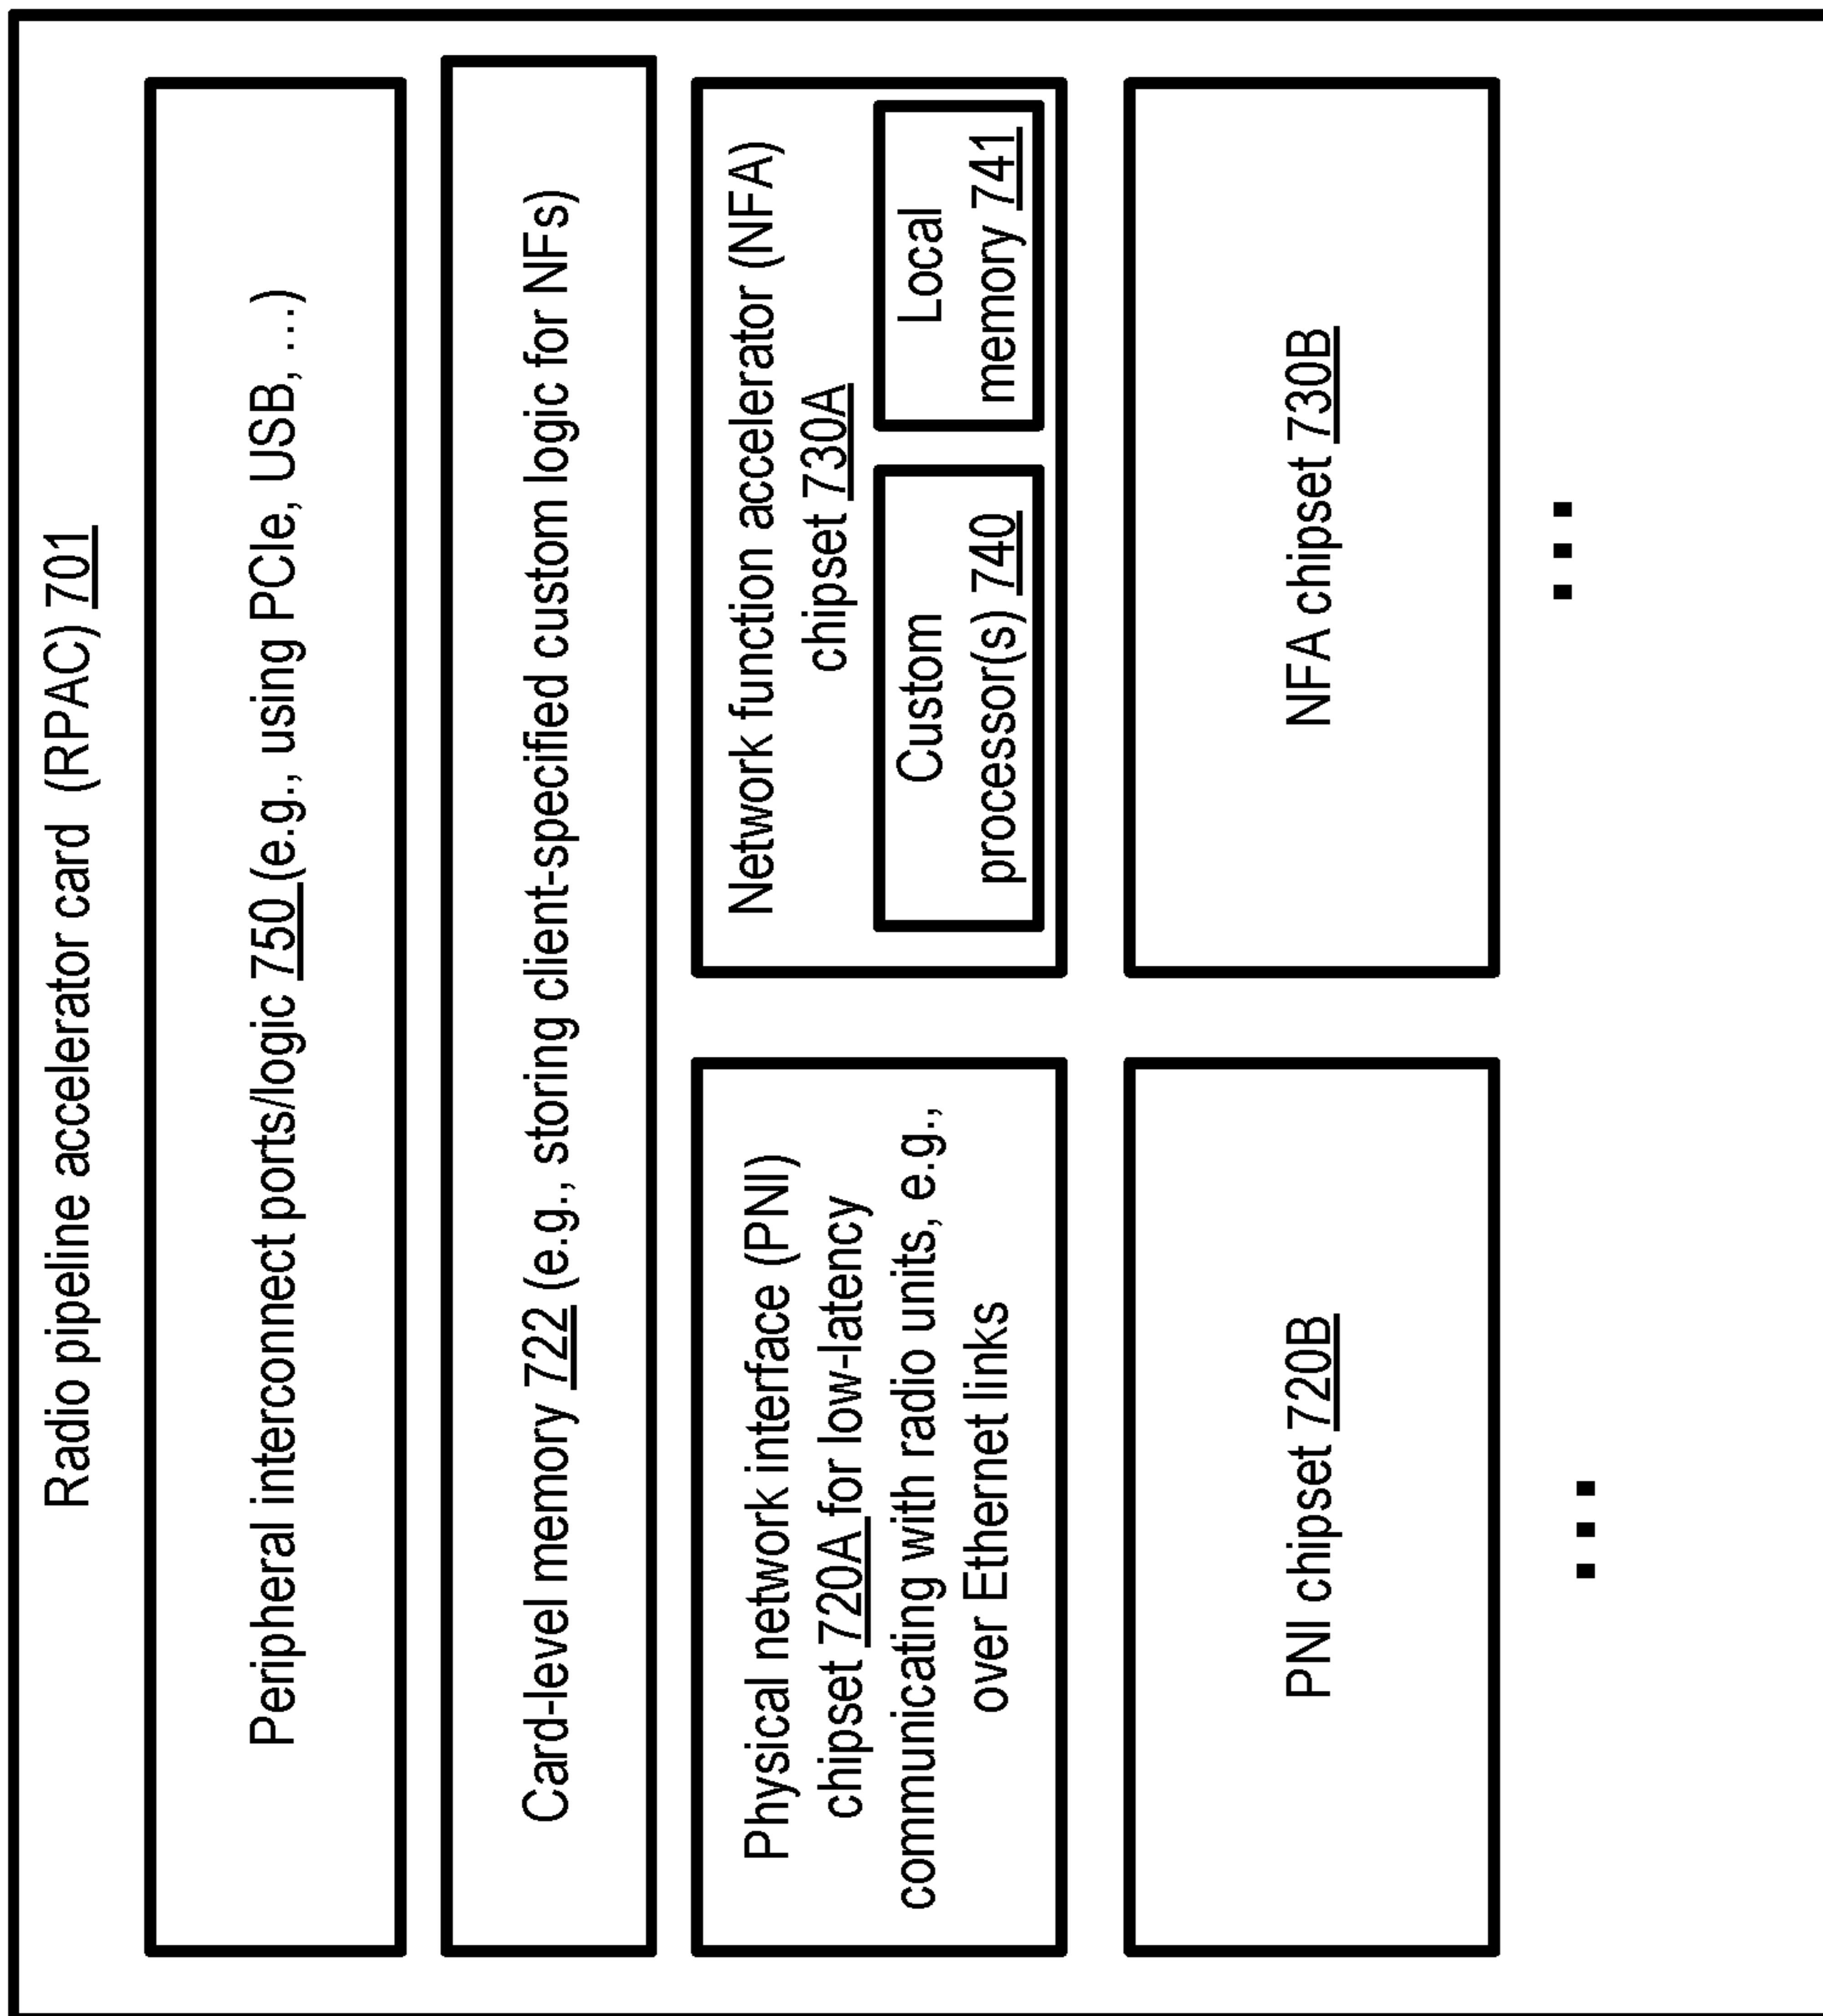 Radio pipeline accelerator card (RPAC) 701
Peripheral interconnect ports/logic 750 (e.g., using PCIe, USB, …)
Card-level memory 722 (e.g., storing client-specified custom logic for NFs)
Physical network interface (PNI)
chipset 720A for low-latency
communicating with radio units, e.g.,
over Ethernet links
Network function accelerator (NFA)
chipset 730A
Custom
processor(s) 740
Local
memory 741
PNI chipset 720B
NFA chipset 730B
…
…